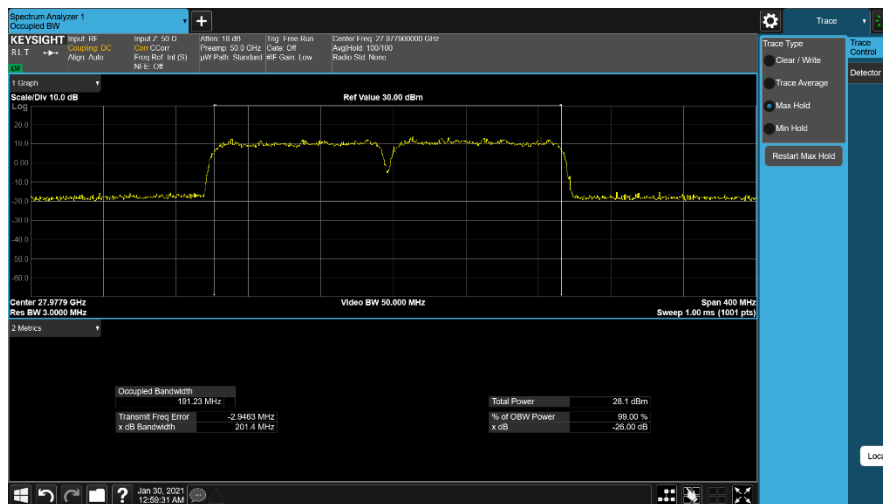 Spectrum Analyzer 1
Occupied BW
+
Trace
KEYSIGHT
RLT
Input: RF
Coupling: DC
Align: Auto
Input Z: 50 Ω
Corr CCorr
Freq Ref: Int (S)
NFE: Off
Atten: 18 dB
Preamp: 50.0 GHz
µW Path: Standard
Trig: Free Run
Gate: Off
#IF Gain: Low
Center Freq: 27.977900000 GHz
Avg|Hold: 100/100
Radio Std: None
1 Graph
Scale/Div 10.0 dB
Ref Value 30.00 dBm
Log
20.0
10.0
0.00
-10.0
-20.0
-30.0
-40.0
-50.0
-60.0
Center 27.9779 GHz
Video BW 50.000 MHz
Span 400 MHz
Res BW 3.0000 MHz
Sweep 1.00 ms (1001 pts)
2 Metrics
Occupied Bandwidth
191.23 MHz
Transmit Freq Error -2.9463 MHz
x dB Bandwidth 201.4 MHz
Total Power 28.1 dBm
% of OBW Power 99.00 %
x dB -26.00 dB
Trace Type
Clear / Write
Trace Average
Max Hold
Min Hold
Restart Max Hold
Trace
Control
Detector
Loca
?
Jan 30, 2021
12:59:31 AM